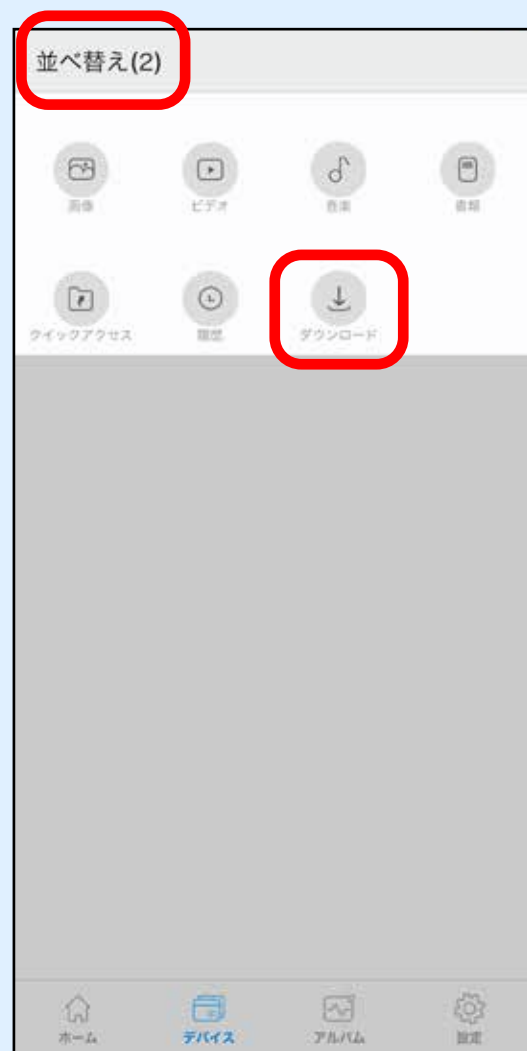 並べ替え(2)
画像 ビデオ 音楽 書類
クイックアクセス 履歴 ダウンロード
ホーム デバイス アルバム 設定